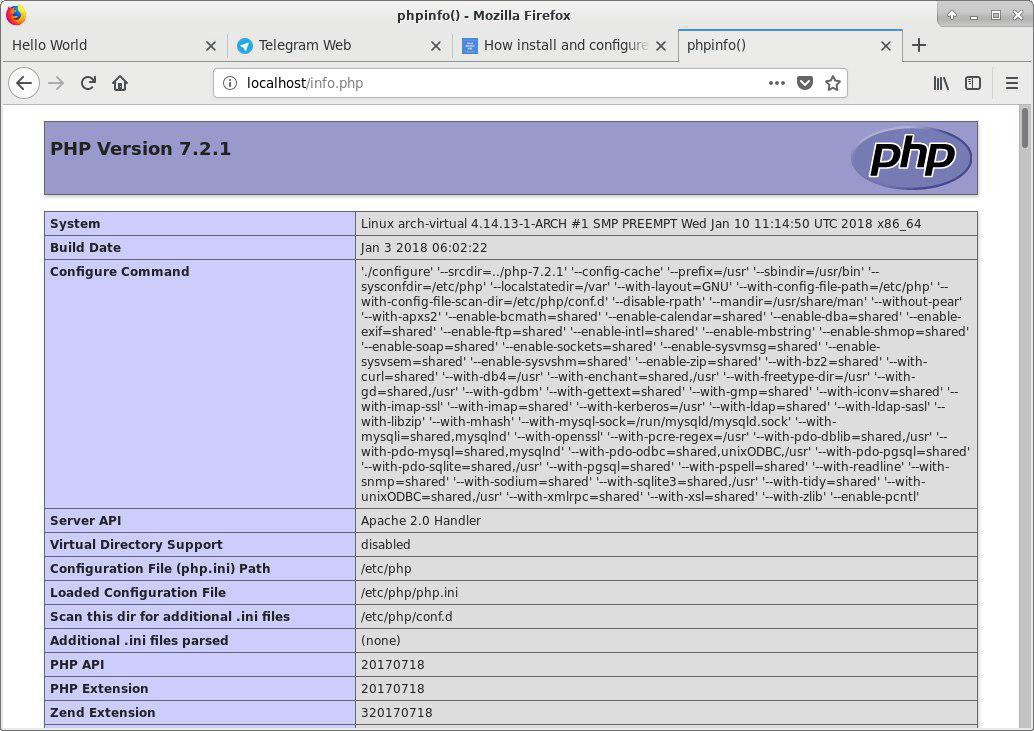 phpinfo() - Mozilla Firefox
Hello World
Telegram Web
How install and configure
phpinfo()
localhost/info.php
PHP Version 7.2.1
php
System
Linux arch-virtual 4.14.13-1-ARCH #1 SMP PREEMPT Wed Jan 10 11:14:50 UTC 2018 x86_64
Build Date
Jan 3 2018 06:02:22
Configure Command
'./configure' '--srcdir=../php-7.2.1' '--config-cache' '--prefix=/usr' '--sbindir=/usr/bin' '--
sysconfdir=/etc/php' '--localstatedir=/var' '--with-layout=GNU' '--with-config-file-path=/etc/php' '--
with-config-file-scan-dir=/etc/php/conf.d' '--disable-rpath' '--mandir=/usr/share/man' '--without-pear'
'--with-apxs2' '--enable-bcmath=shared' '--enable-calendar=shared' '--enable-dba=shared' '--enable-
exif=shared' '--enable-ftp=shared' '--enable-intl=shared' '--enable-mbstring' '--enable-shmop=shared'
'--enable-soap=shared' '--enable-sockets=shared' '--enable-sysvmsg=shared' '--enable-
sysvsem=shared' '--enable-sysvshm=shared' '--enable-zip=shared' '--with-bz2=shared' '--with-
curl=shared' '--with-db4=/usr' '--with-enchant=shared,/usr' '--with-freetype-dir=/usr' '--with-
gd=shared,/usr' '--with-gdbm' '--with-gettext=shared' '--with-gmp=shared' '--with-iconv=shared' '--
with-imap-ssl' '--with-imap=shared' '--with-kerberos=/usr' '--with-ldap=shared' '--with-ldap-sasl' '--
with-libzip' '--with-mhash' '--with-mysql-sock=/run/mysqld/mysqld.sock' '--with-
mysqli=shared,mysqlnd' '--with-openssl' '--with-pcre-regex=/usr' '--with-pdo-dblib=shared,/usr' '--
with-pdo-mysql=shared,mysqlnd' '--with-pdo-odbc=shared,unixODBC,/usr' '--with-pdo-pgsql=shared'
'--with-pdo-sqlite=shared,/usr' '--with-pgsql=shared' '--with-pspell=shared' '--with-readline' '--with-
snmp=shared' '--with-sodium=shared' '--with-sqlite3=shared,/usr' '--with-tidy=shared' '--with-
unixODBC=shared,/usr' '--with-xmlrpc=shared' '--with-xsl=shared' '--with-zlib' '--enable-pcntl'
Server API
Apache 2.0 Handler
Virtual Directory Support
disabled
Configuration File (php.ini) Path
/etc/php
Loaded Configuration File
/etc/php/php.ini
Scan this dir for additional .ini files
/etc/php/conf.d
Additional .ini files parsed
(none)
PHP API
20170718
PHP Extension
20170718
Zend Extension
320170718